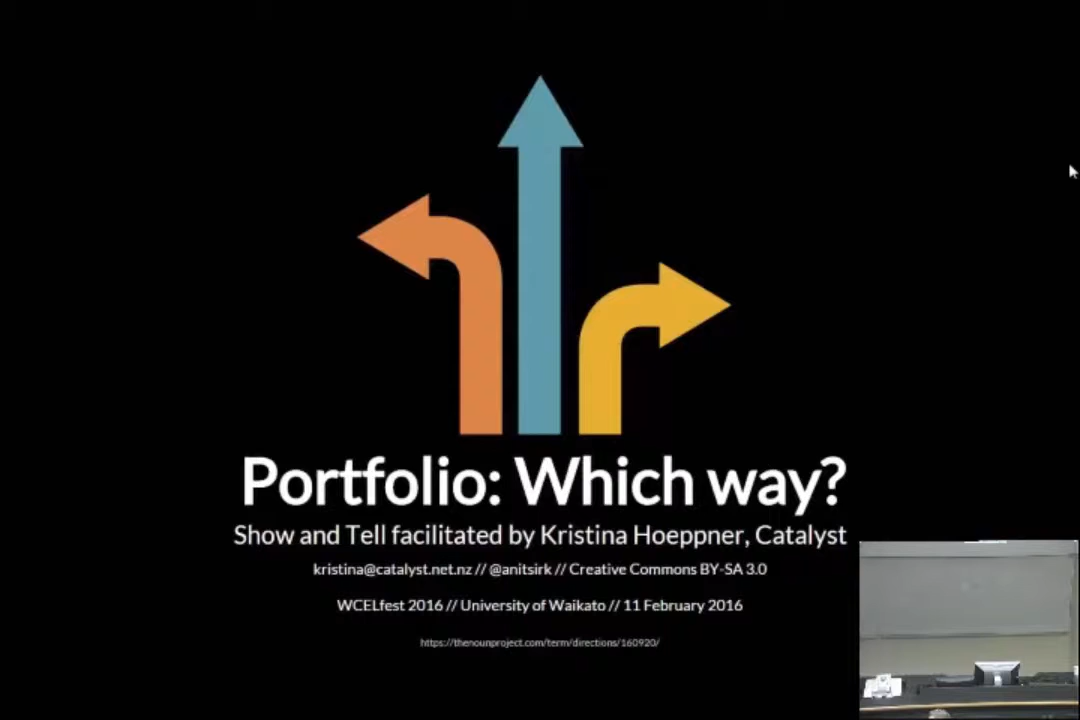 Portfolio: Which way?
Show and Tell facilitated by Kristina Hoeppner, Catalyst
kristina@catalyst.net.nz // @anitsirk // Creative Commons BY-SA 3.0
WCELfest 2016 // University of Waikato // 11 February 2016
https://thenounproject.com/term/directions/160920/